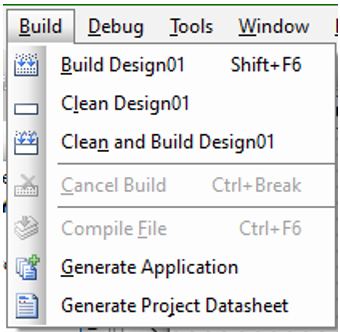 Build Debug Tools Window
Build Design01 Shift+F6
Clean Design01
Clean and Build Design01
Cancel Build Ctrl+Break
Compile File Ctrl+F6
Generate Application
Generate Project Datasheet